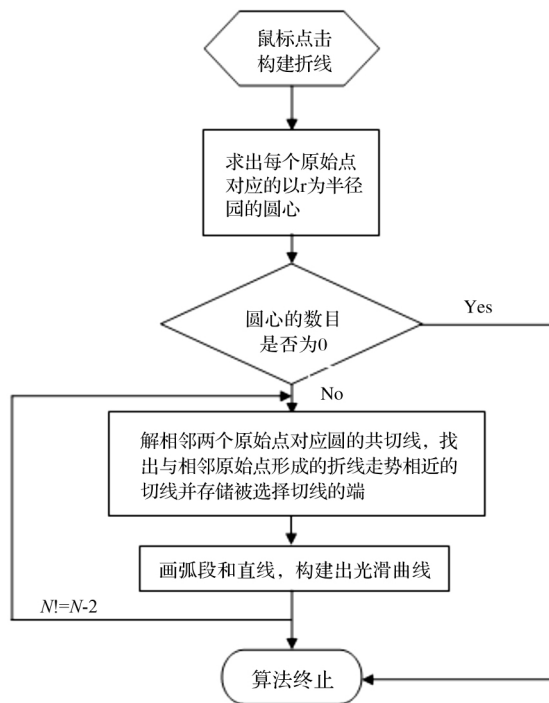 鼠标点击
构建折线
求出每个原始点
对应的以r为半径
园的圆心
圆心的数目
是否为0
Yes
No
解相邻两个原始点对应圆的共切线，找
出与相邻原始点形成的折线走势相近的
切线并存储被选择切线的端
画弧段和直线，构建出光滑曲线
N!=N-2
算法终止